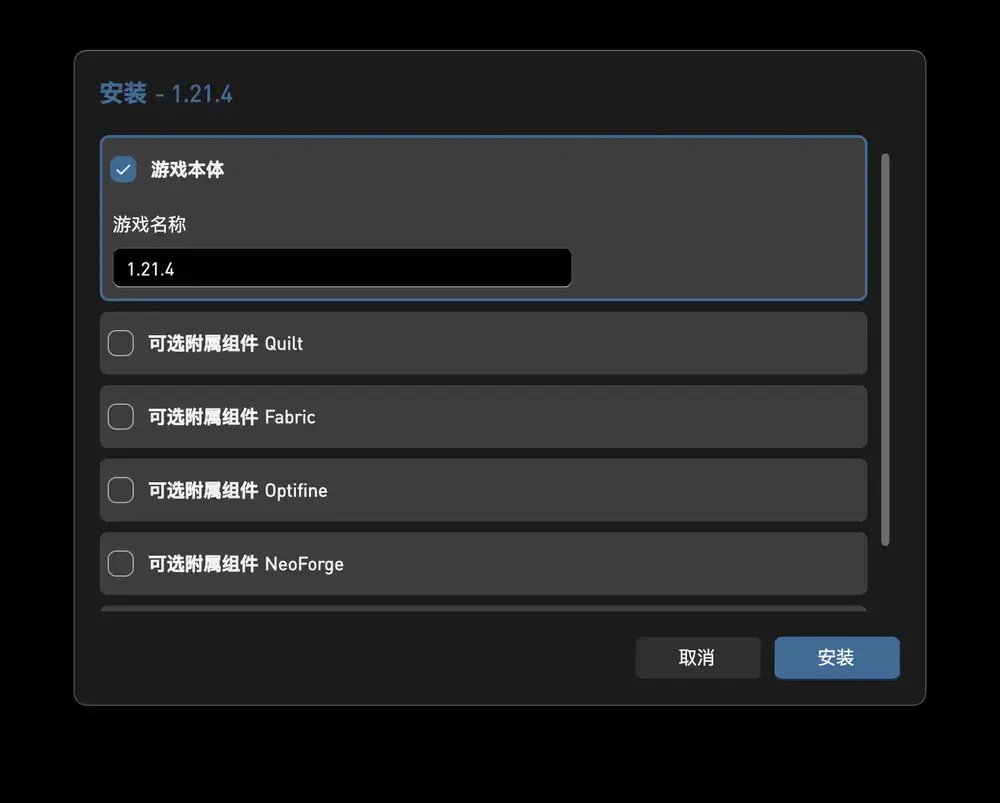 安装 - 1.21.4
游戏本体
游戏名称
1.21.4
可选附属组件 Quilt
可选附属组件 Fabric
可选附属组件 Optifine
可选附属组件 NeoForge
取消
安装